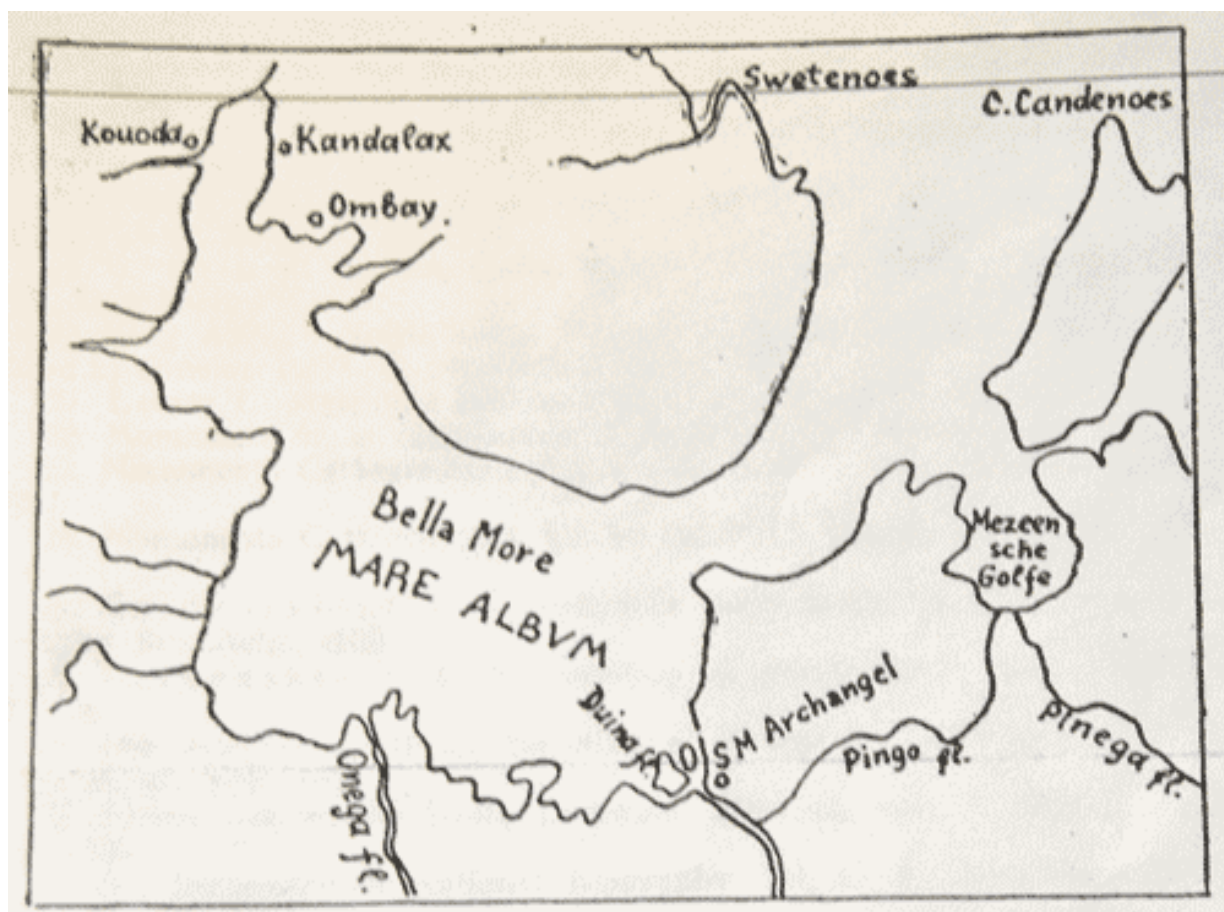 Swetenoes
C. Candenoes
Kouoda
Kandalax
Ombay
Bella More
MARE ALBVM
Mezeen
sche
Golfe
Duina fl.
S M Archangel
Pingo fl.
Pinega fl.
Omega fl.